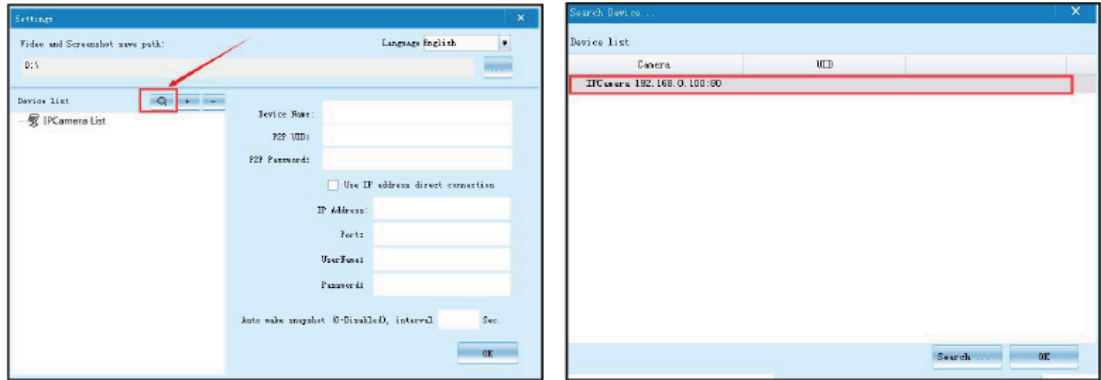 Settings
Video and Screenshot save path:
Language English
D:\
...
Device list
+ -
IPCamera List
Device Name:
P2P UID:
P2P Password:
Use IP address direct connection
IP Address:
Port:
UserName:
Password:
Auto make snapshot (0-Disabled), interval Sec.
OK
Search Device...
Device list
Camera UID
IPCamera 192.168.0.100:80
Search ... OK